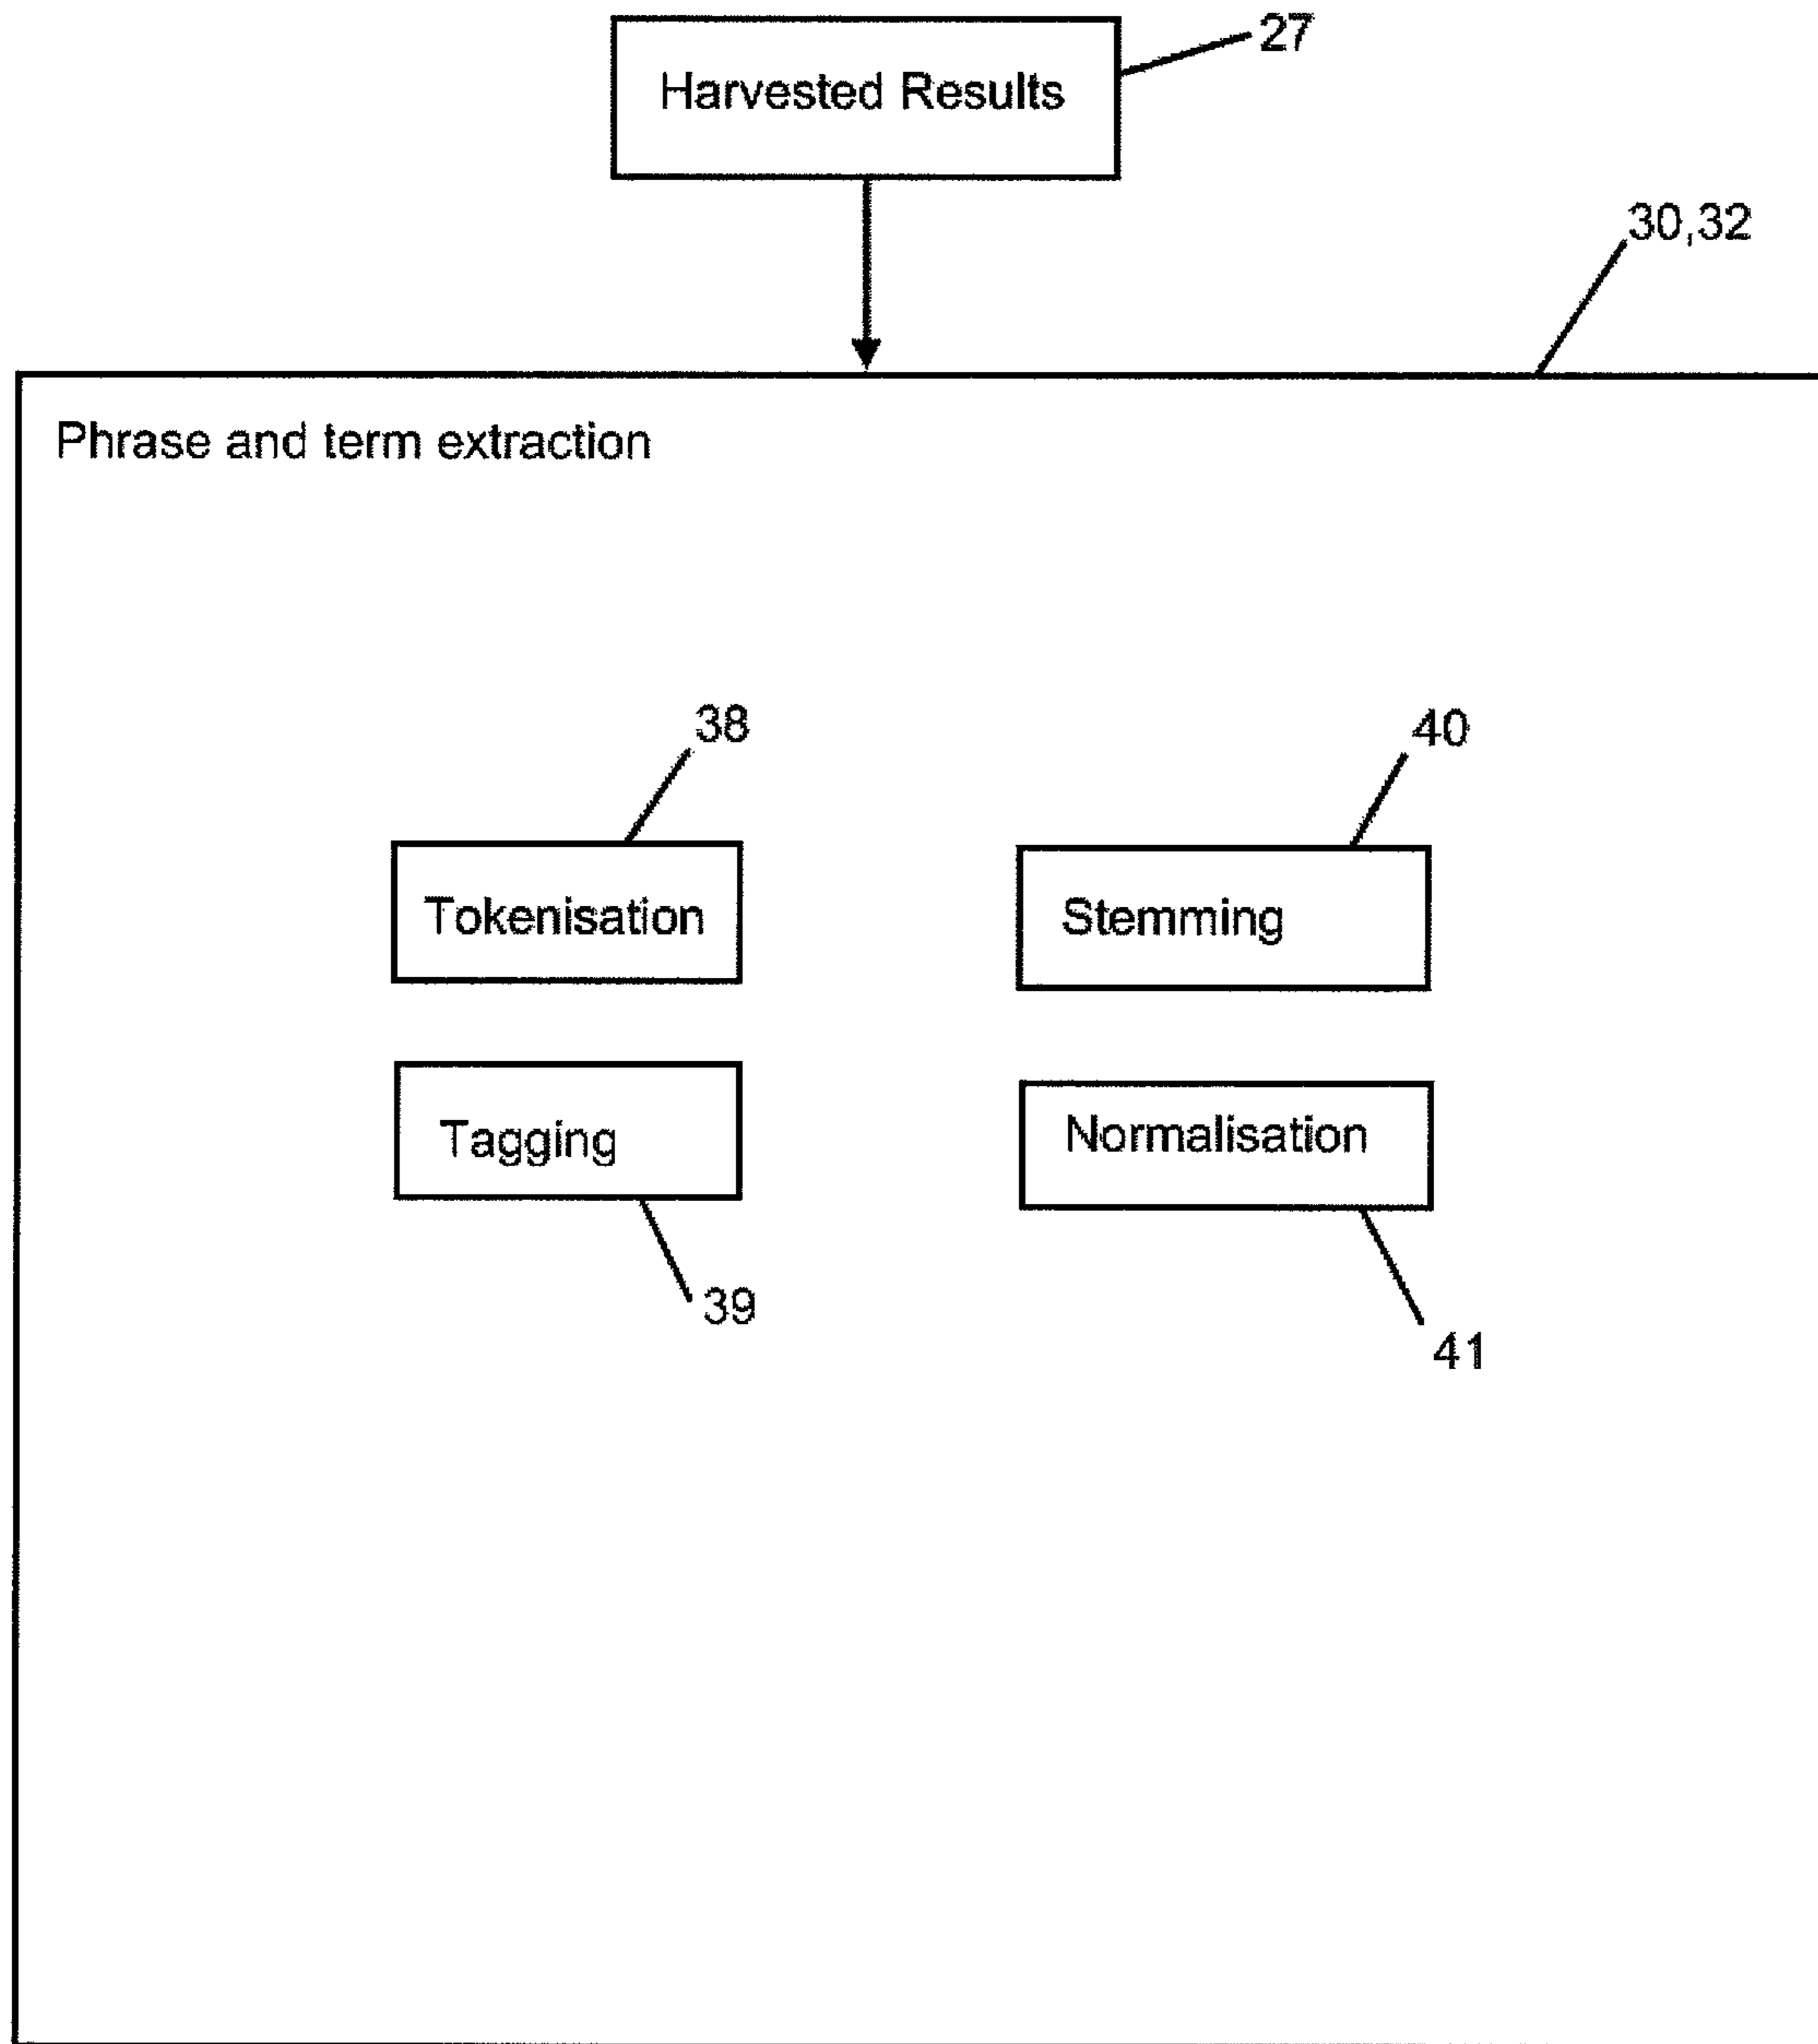 27
Harvested Results
30,32
Phrase and term extraction
38
40
Tokenisation
Stemming
Tagging
Normalisation
39
41